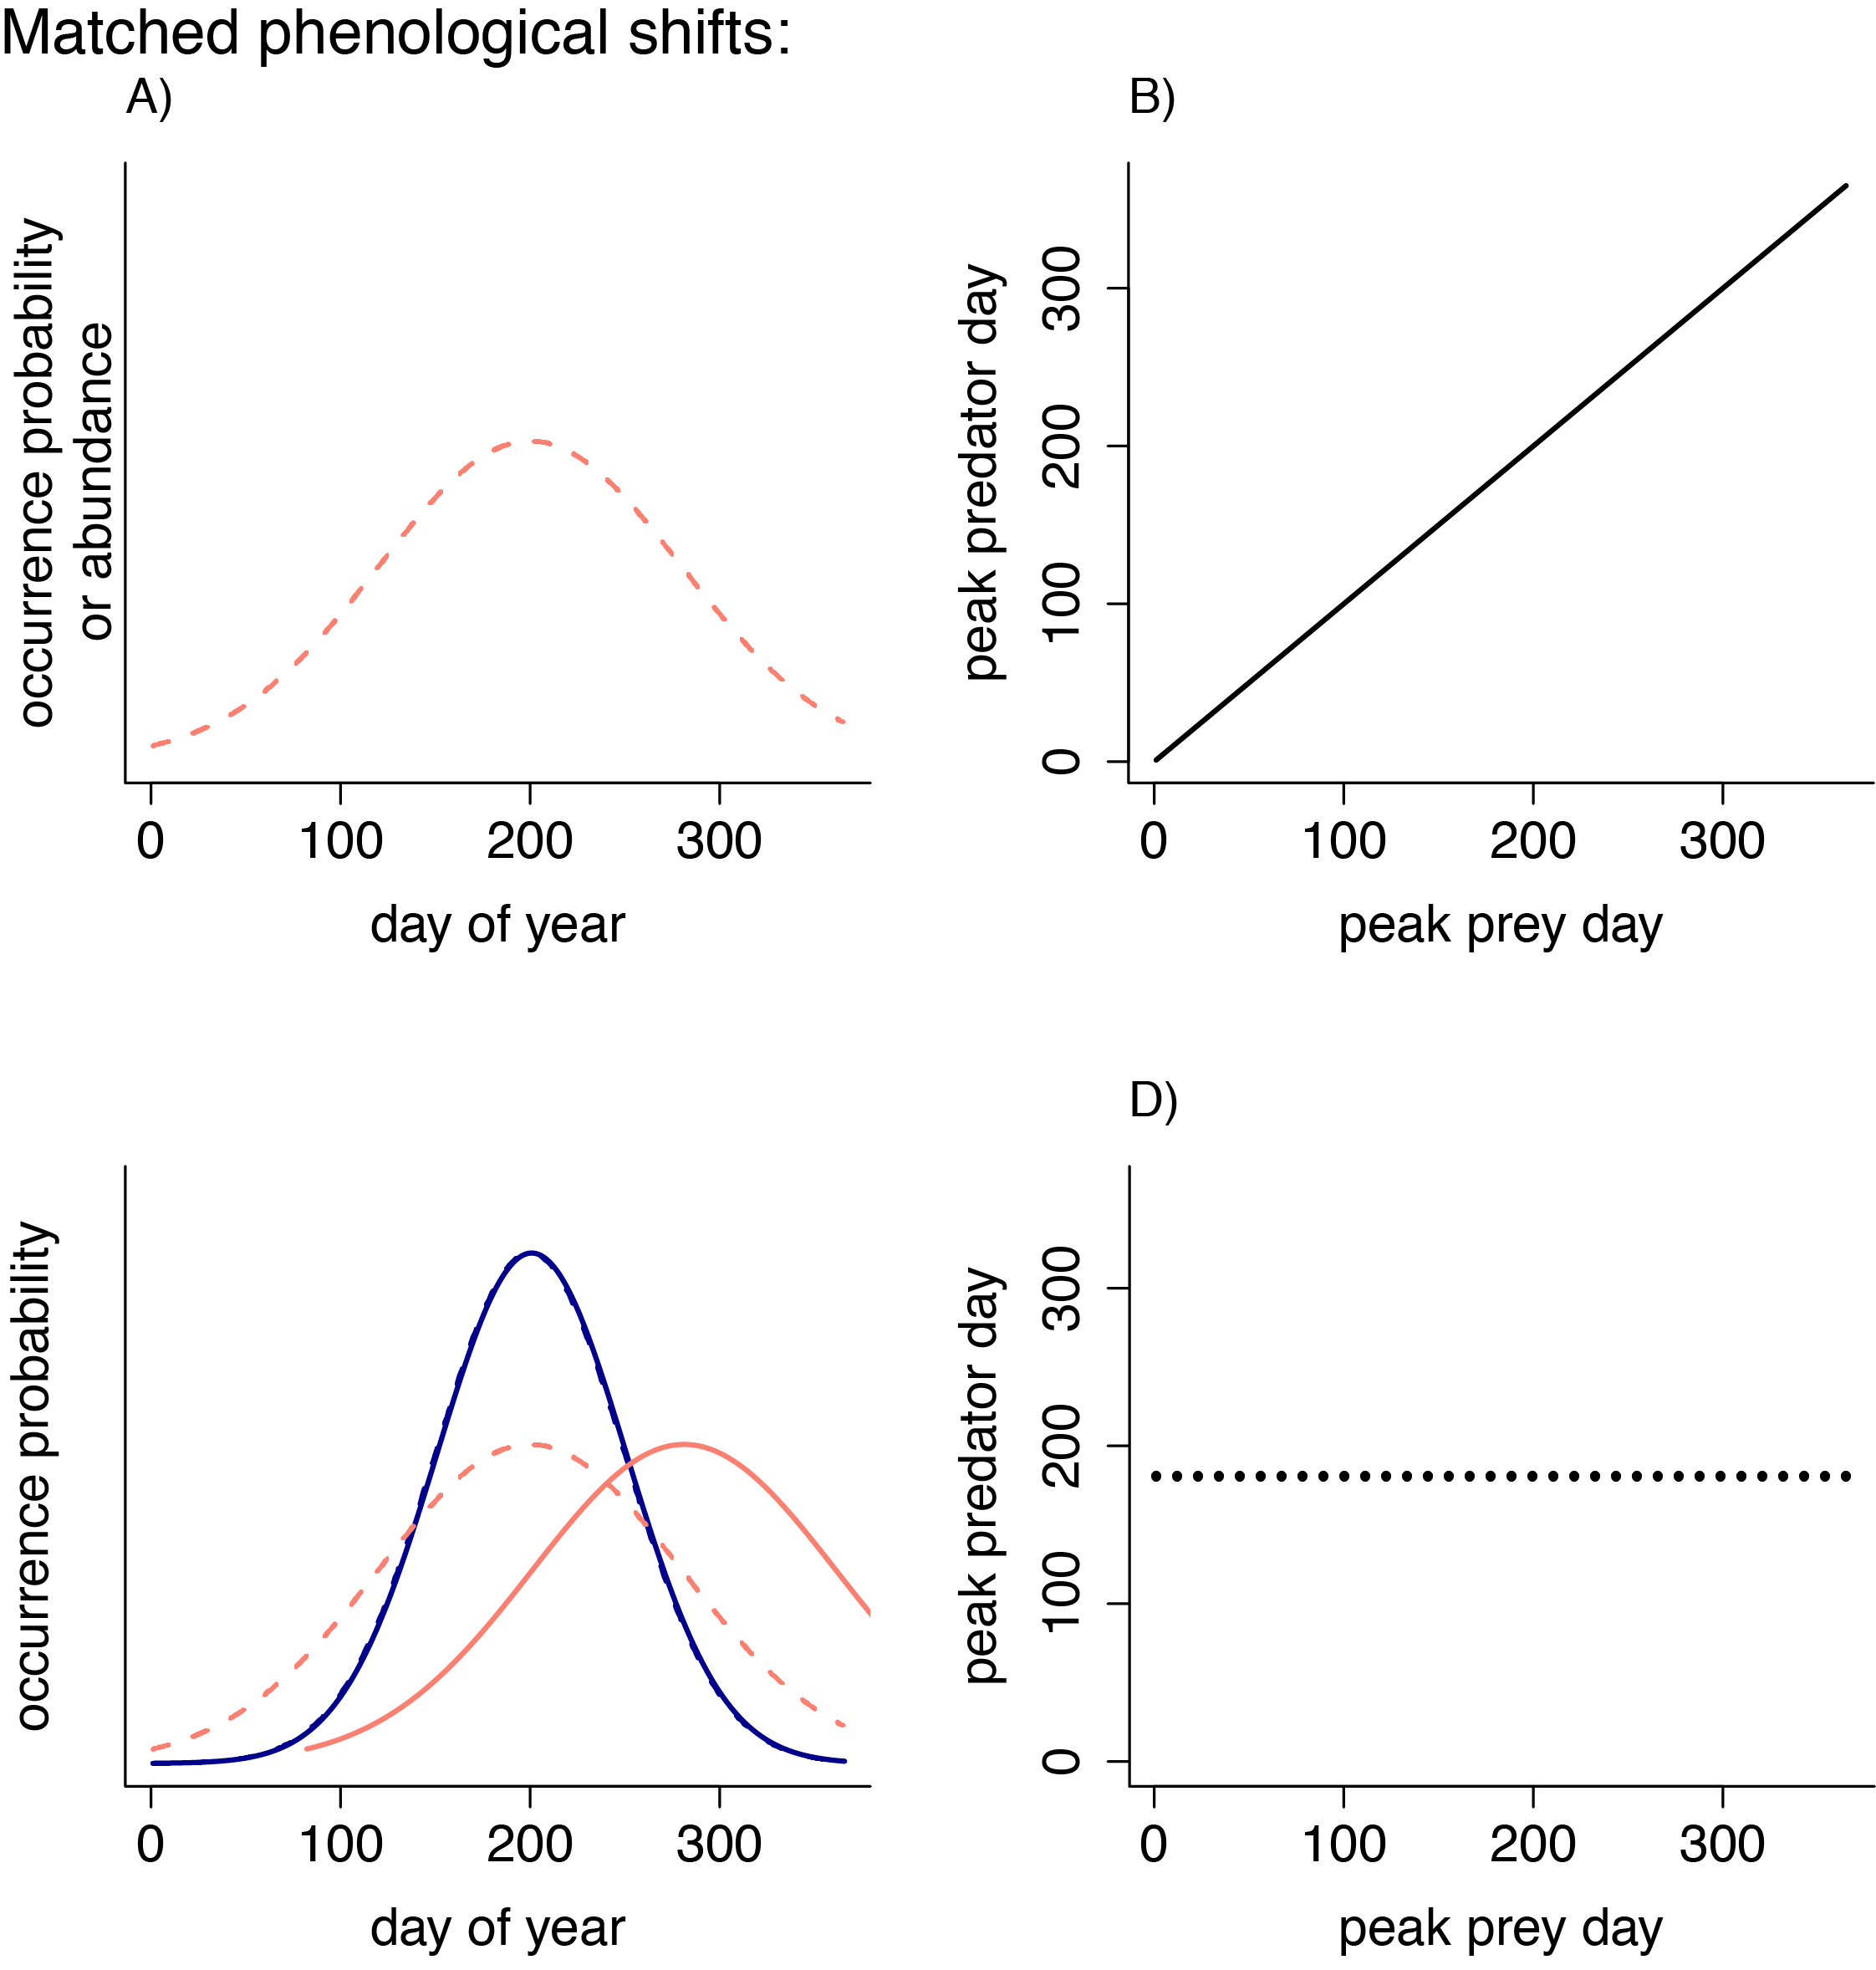 Matched phenological shifts:
A)
occurrence probability
or abundance
0 100 200 300
day of year
B)
peak predator day
300
200
100
0
0 100 200 300
peak prey day
occurrence probability
0 100 200 300
day of year
D)
peak predator day
300
200
100
0
0 100 200 300
peak prey day